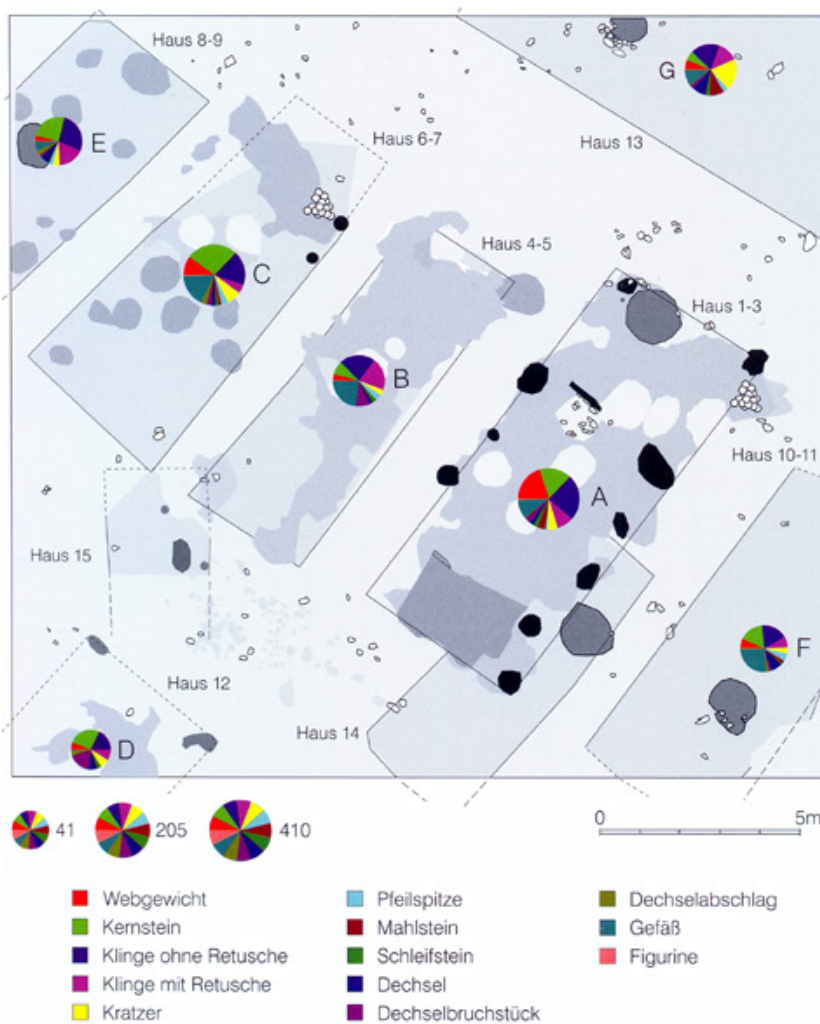 Haus 8-9
G
E
Haus 6-7
Haus 13
C
Haus 4-5
Haus 1-3
B
Haus 10-11
A
Haus 15
F
Haus 12
Haus 14
D
41 205 410
0 5m
Webgewicht
Kernstein
Klinge ohne Retusche
Klinge mit Retusche
Kratzer
Pfeilspitze
Mahlstein
Schleifstein
Dechsel
Dechselbruchstück
Dechselabschlag
Gefäß
Figurine